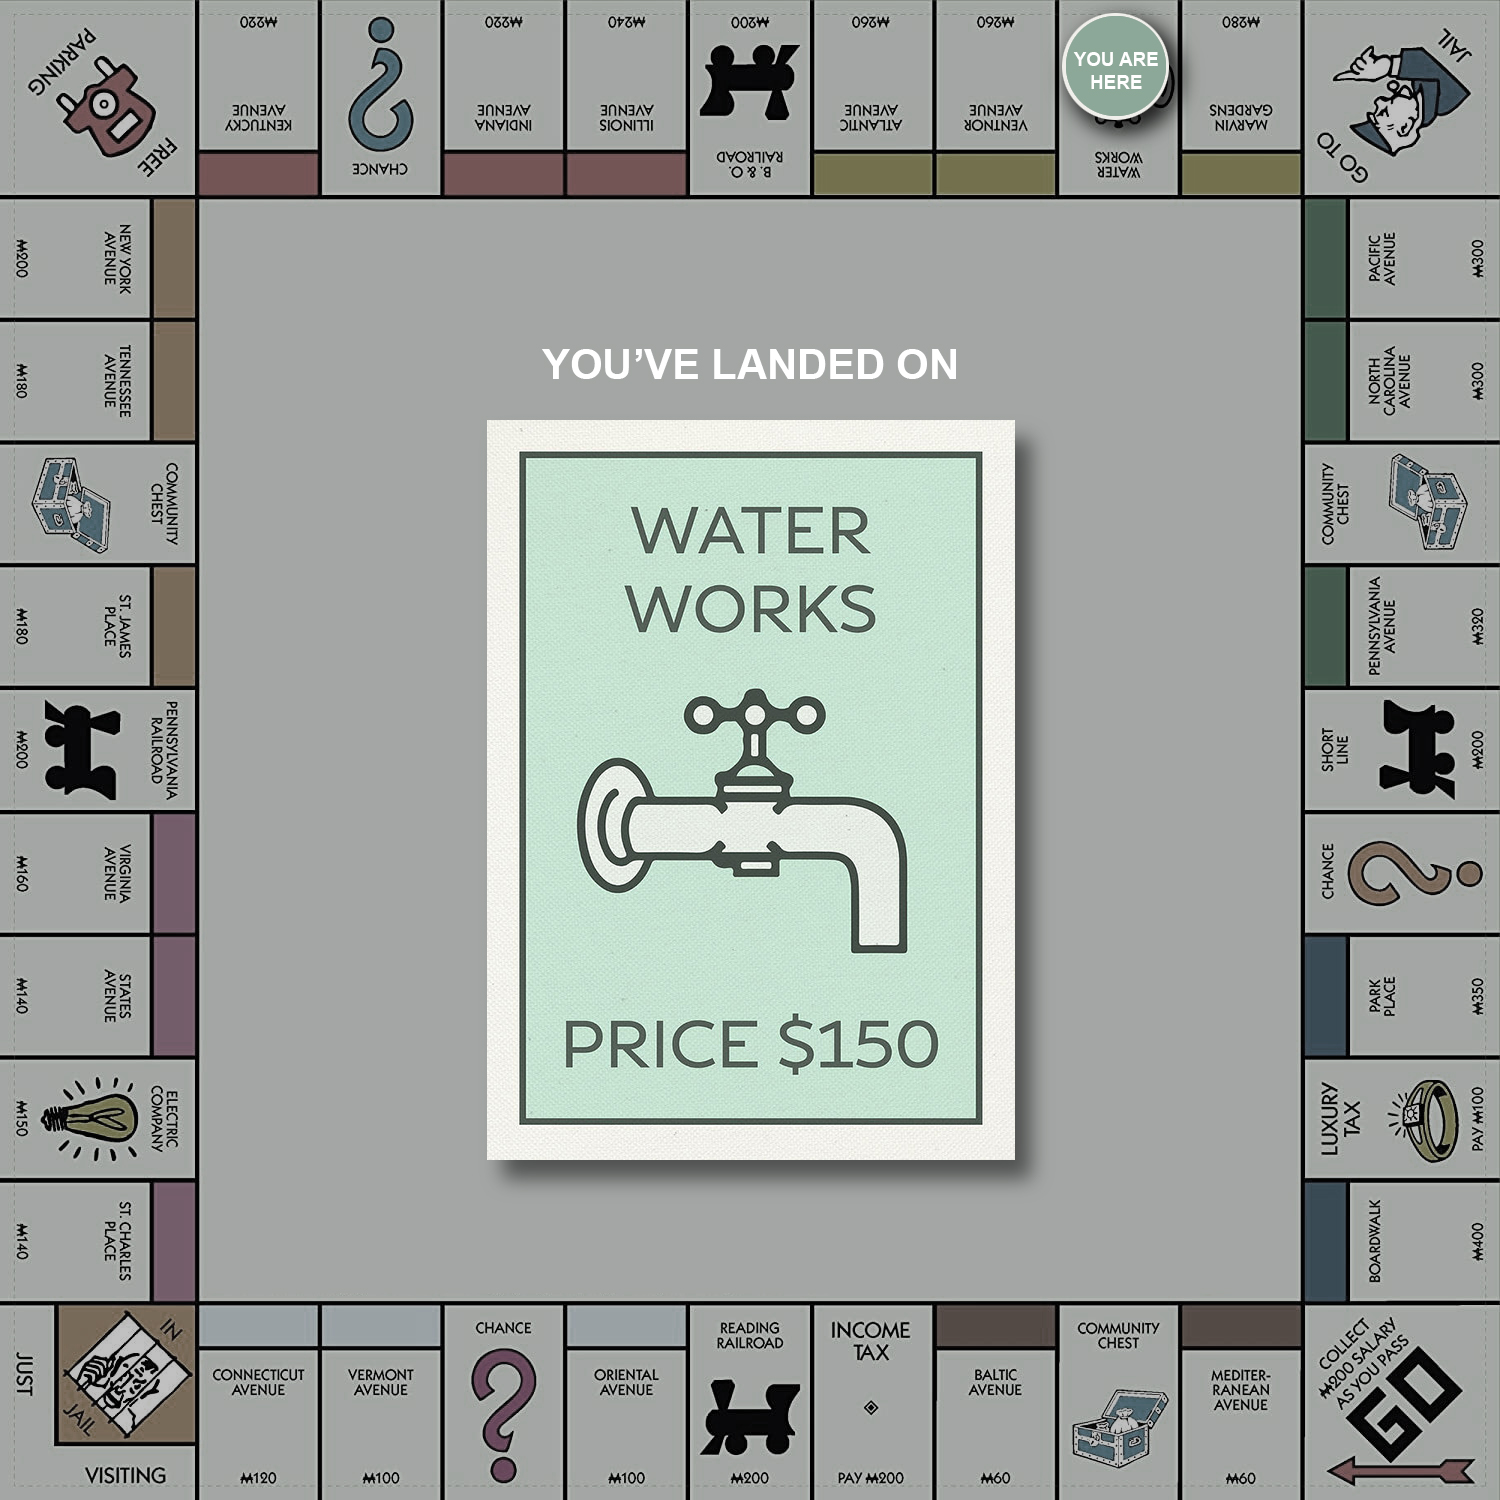 FREE
PARKING
₩220
KENTUCKY
AVENUE
CHANCE
₩220
INDIANA
AVENUE
₩240
ILLINOIS
AVENUE
₩200
B. & O.
RAILROAD
₩260
ATLANTIC
AVENUE
₩260
VENTNOR
AVENUE
YOU ARE
HERE
WATER
WORKS
₩280
MARVIN
GARDENS
GO TO
JAIL
NEW YORK
AVENUE
₩200
TENNESSEE
AVENUE
₩180
COMMUNITY
CHEST
ST. JAMES
PLACE
₩180
PENNSYLVANIA
RAILROAD
₩200
VIRGINIA
AVENUE
₩160
STATES
AVENUE
₩140
ELECTRIC
COMPANY
₩150
ST. CHARLES
PLACE
₩140
YOU’VE LANDED ON
WATER
WORKS
PRICE $150
PACIFIC
AVENUE
₩300
NORTH
CAROLINA
AVENUE
₩300
COMMUNITY
CHEST
PENNSYLVANIA
AVENUE
₩320
SHORT
LINE
₩200
CHANCE
PARK
PLACE
₩350
LUXURY
TAX
PAY ₩100
BOARDWALK
₩400
JUST
VISITING
IN
JAIL
CONNECTICUT
AVENUE
₩120
VERMONT
AVENUE
₩100
CHANCE
ORIENTAL
AVENUE
₩100
READING
RAILROAD
₩200
INCOME
TAX
PAY ₩200
BALTIC
AVENUE
₩60
COMMUNITY
CHEST
MEDITER-
RANEAN
AVENUE
₩60
COLLECT
₩200 SALARY
AS YOU PASS
GO